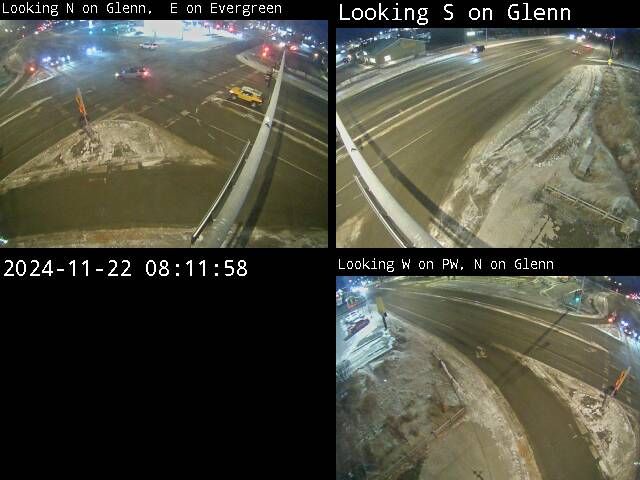 Looking N on Glenn, E on Evergreen
Looking S on Glenn
2024-11-22 08:11:58
Looking W on PW, N on Glenn